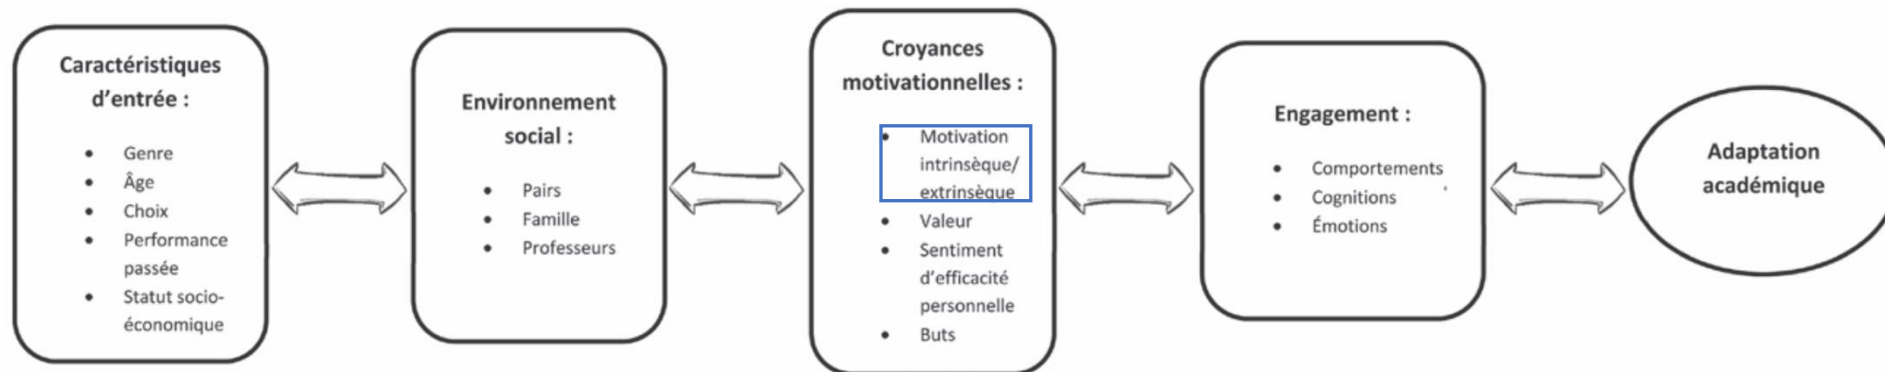 Caractéristiques
d'entrée :
• Genre
• Âge
• Choix
• Performance
passée
• Statut socio-
économique
Environnement
social :
• Pairs
• Famille
• Professeurs
Croyances
motivationnelles :
• Motivation
intrinsèque/
extrinsèque
• Valeur
• Sentiment
d'efficacité
personnelle
• Buts
Engagement :
• Comportements
• Cognitions
• Émotions
Adaptation
académique